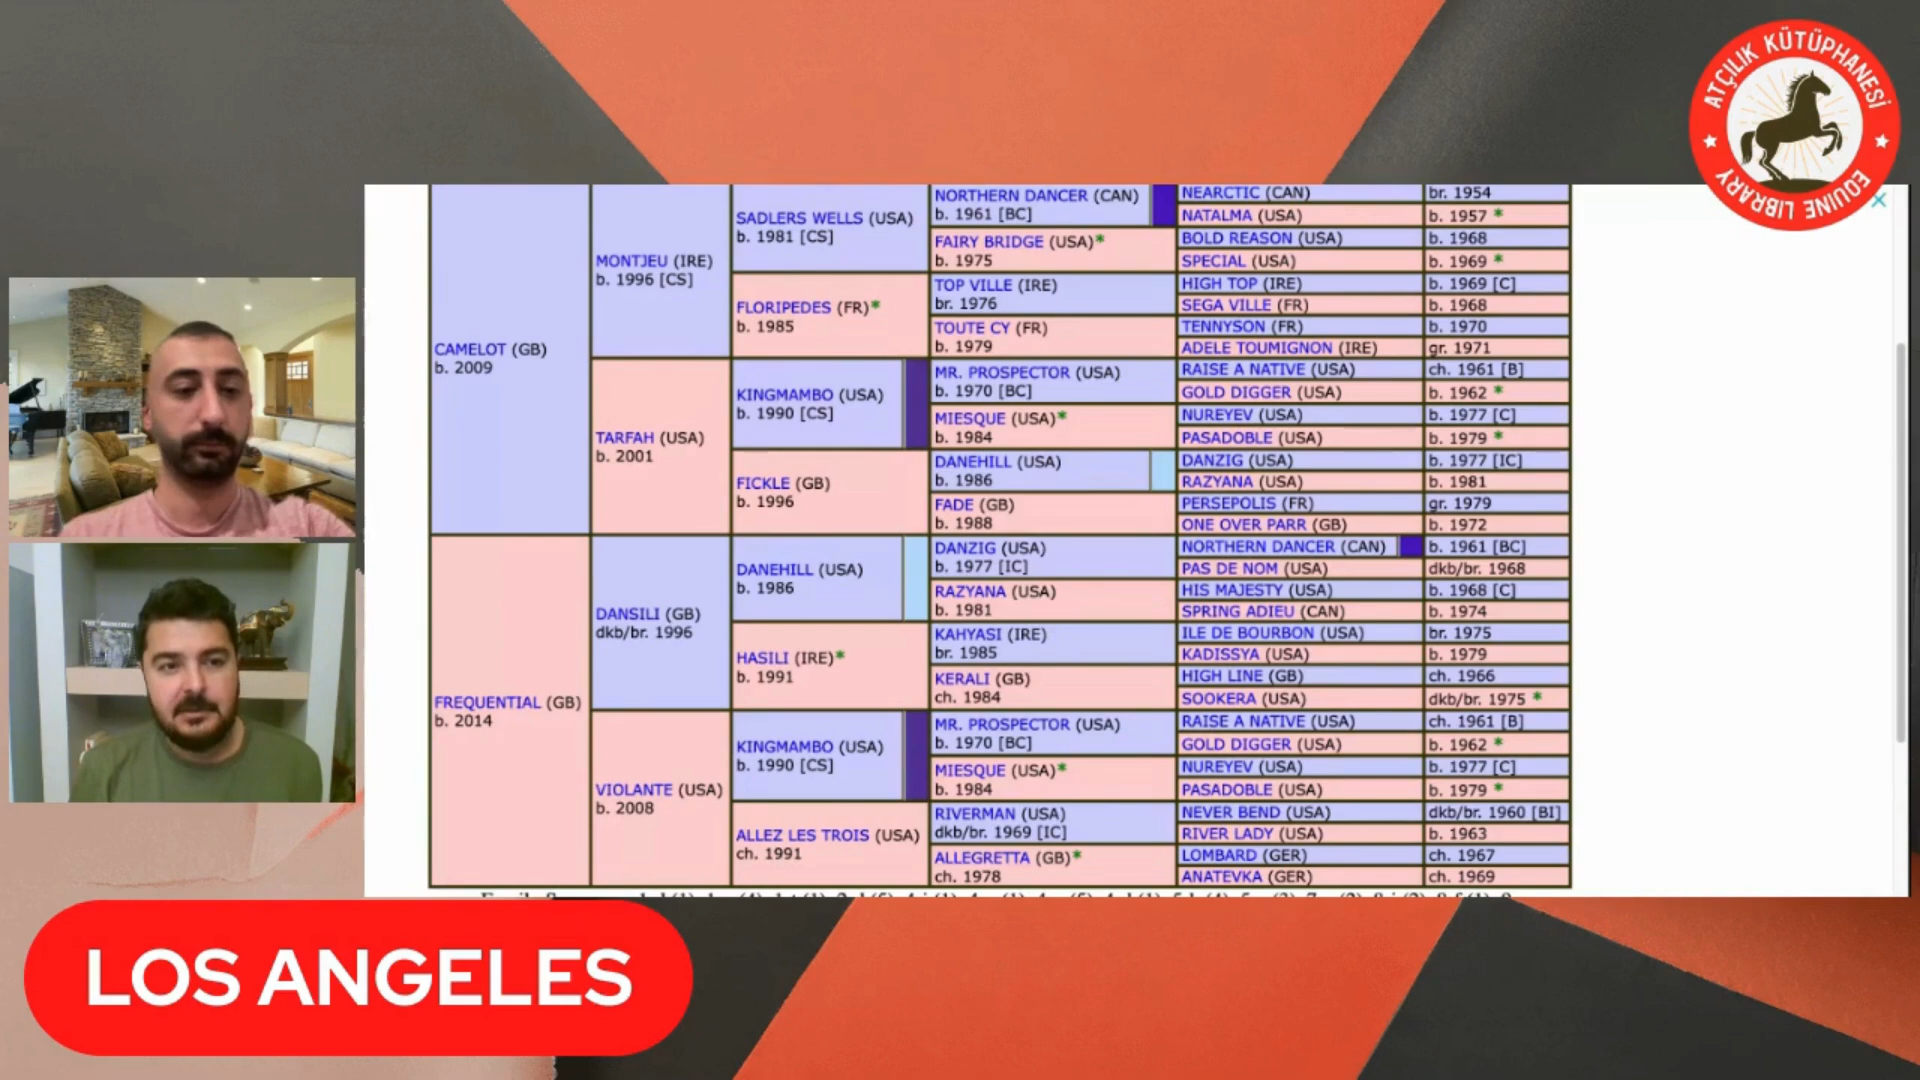 ATÇILIK KÜTÜPHANESİ
EQUINE LIBRARY
CAMELOT (GB)
b. 2009
FREQUENTIAL (GB)
b. 2014
MONTJEU (IRE)
b. 1996 [CS]
TARFAH (USA)
b. 2001
DANSILI (GB)
dkb/br. 1996
VIOLANTE (USA)
b. 2008
SADLERS WELLS (USA)
b. 1981 [CS]
FLORIPEDES (FR)*
b. 1985
KINGMAMBO (USA)
b. 1990 [CS]
FICKLE (GB)
b. 1996
DANEHILL (USA)
b. 1986
HASILI (IRE)*
b. 1991
KINGMAMBO (USA)
b. 1990 [CS]
ALLEZ LES TROIS (USA)
ch. 1991
NORTHERN DANCER (CAN)
b. 1961 [BC]
FAIRY BRIDGE (USA)*
b. 1975
TOP VILLE (IRE)
br. 1976
TOUTE CY (FR)
b. 1979
MR. PROSPECTOR (USA)
b. 1970 [BC]
MIESQUE (USA)*
b. 1984
DANEHILL (USA)
b. 1986
FADE (GB)
b. 1988
DANZIG (USA)
b. 1977 [IC]
RAZYANA (USA)
b. 1981
KAHYASI (IRE)
br. 1985
KERALI (GB)
ch. 1984
MR. PROSPECTOR (USA)
b. 1970 [BC]
MIESQUE (USA)*
b. 1984
RIVERMAN (USA)
dkb/br. 1969 [IC]
ALLEGRETTA (GB)*
ch. 1978
NEARCTIC (CAN) br. 1954
NATALMA (USA) b. 1957 *
BOLD REASON (USA) b. 1968
SPECIAL (USA) b. 1969 *
HIGH TOP (IRE) b. 1969 [C]
SEGA VILLE (FR) b. 1968
TENNYSON (FR) b. 1970
ADELE TOUMIGNON (IRE) gr. 1971
RAISE A NATIVE (USA) ch. 1961 [B]
GOLD DIGGER (USA) b. 1962 *
NUREYEV (USA) b. 1977 [C]
PASADOBLE (USA) b. 1979 *
DANZIG (USA) b. 1977 [IC]
RAZYANA (USA) b. 1981
PERSEPOLIS (FR) gr. 1979
ONE OVER PARR (GB) b. 1972
NORTHERN DANCER (CAN) b. 1961 [BC]
PAS DE NOM (USA) dkb/br. 1968
HIS MAJESTY (USA) b. 1968 [C]
SPRING ADIEU (CAN) b. 1974
ILE DE BOURBON (USA) br. 1975
KADISSYA (USA) b. 1979
HIGH LINE (GB) ch. 1966
SOOKERA (USA) dkb/br. 1975 *
RAISE A NATIVE (USA) ch. 1961 [B]
GOLD DIGGER (USA) b. 1962 *
NUREYEV (USA) b. 1977 [C]
PASADOBLE (USA) b. 1979 *
NEVER BEND (USA) dkb/br. 1960 [BI]
RIVER LADY (USA) b. 1963
LOMBARD (GER) ch. 1967
ANATEVKA (GER) ch. 1969
LOS ANGELES